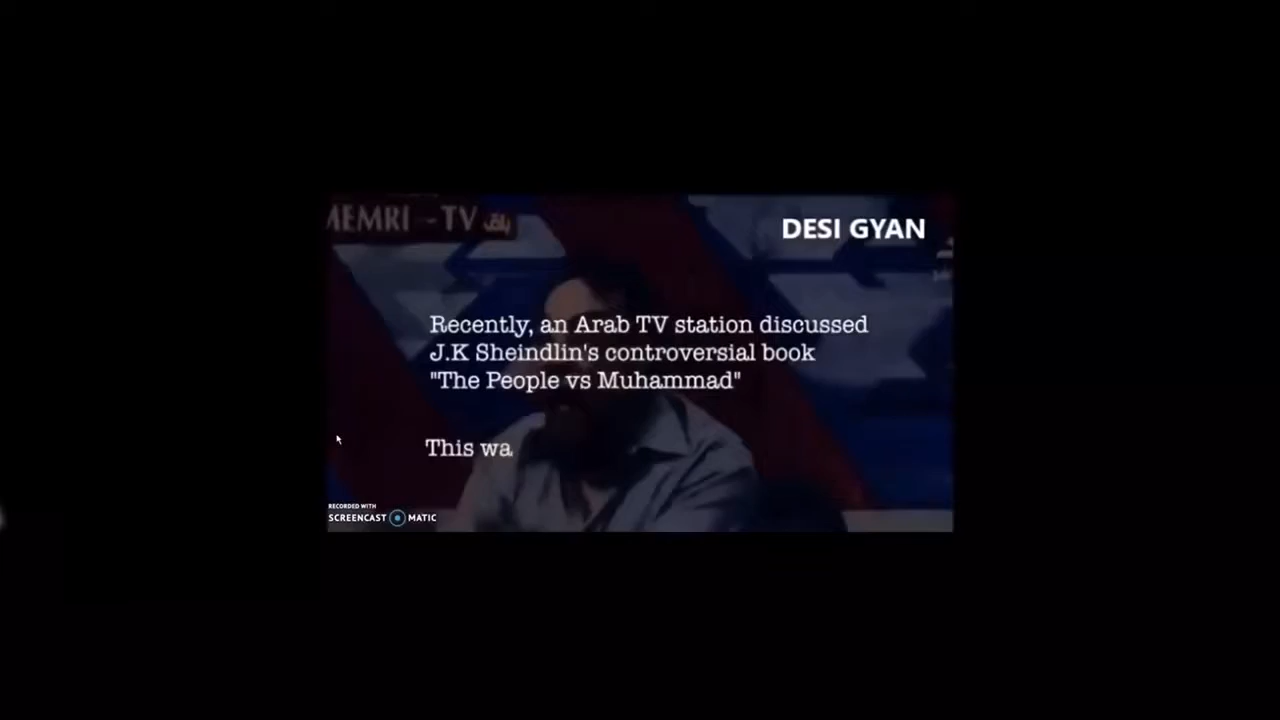 MEMRI TV
DESI GYAN
Recently, an Arab TV station discussed
J.K Sheindlin's controversial book
"The People vs Muhammad"
This wa
RECORDED WITH
SCREENCAST MATIC